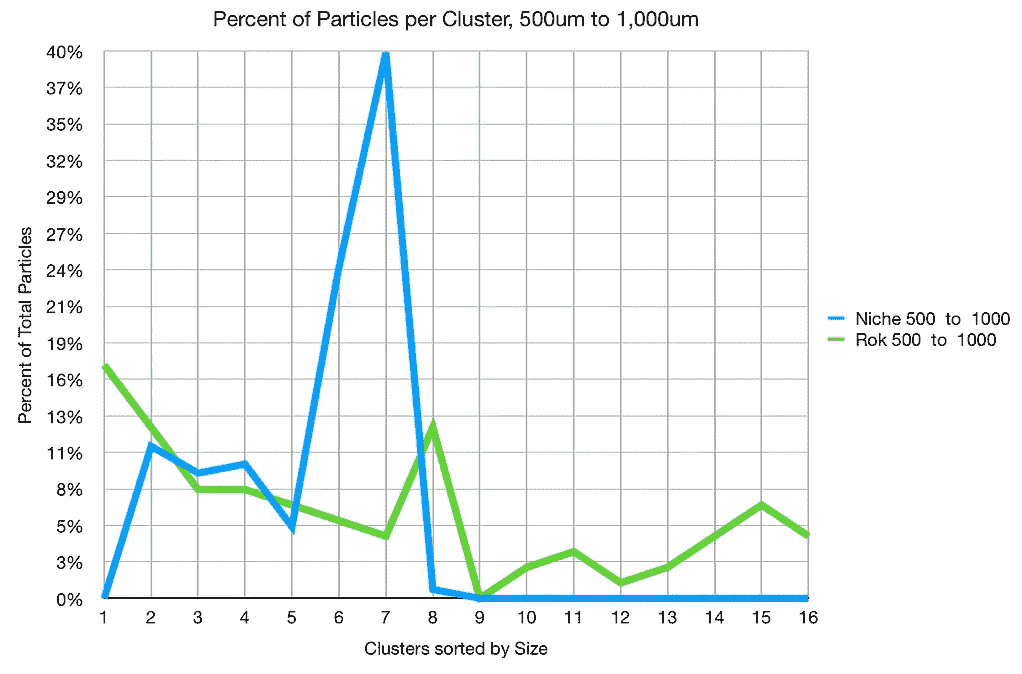 Percent of Particles per Cluster, 500um to 1,000um
40%
37%
35%
32%
29%
27%
24%
21%
19%
16%
13%
11%
8%
5%
3%
0%
Percent of Total Particles
1 2 3 4 5 6 7 8 9 10 11 12 13 14 15 16
Clusters sorted by Size
Niche 500 to 1000
Rok 500 to 1000